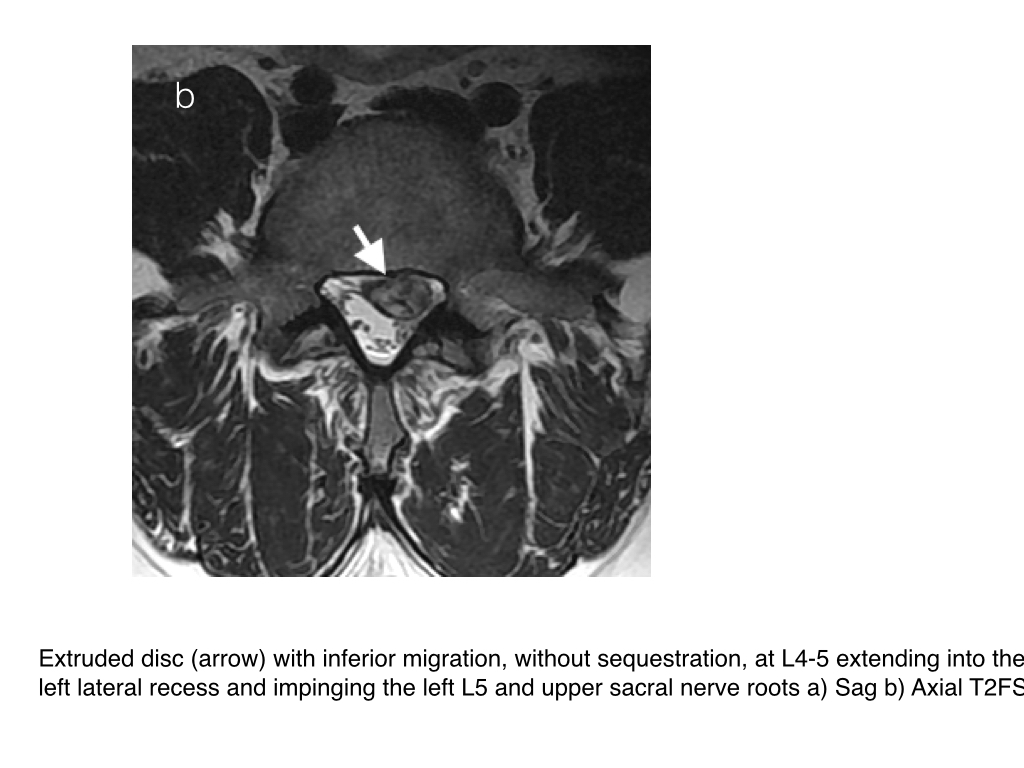 b
Extruded disc (arrow) with inferior migration, without sequestration, at L4-5 extending into the
left lateral recess and impinging the left L5 and upper sacral nerve roots a) Sag b) Axial T2FS